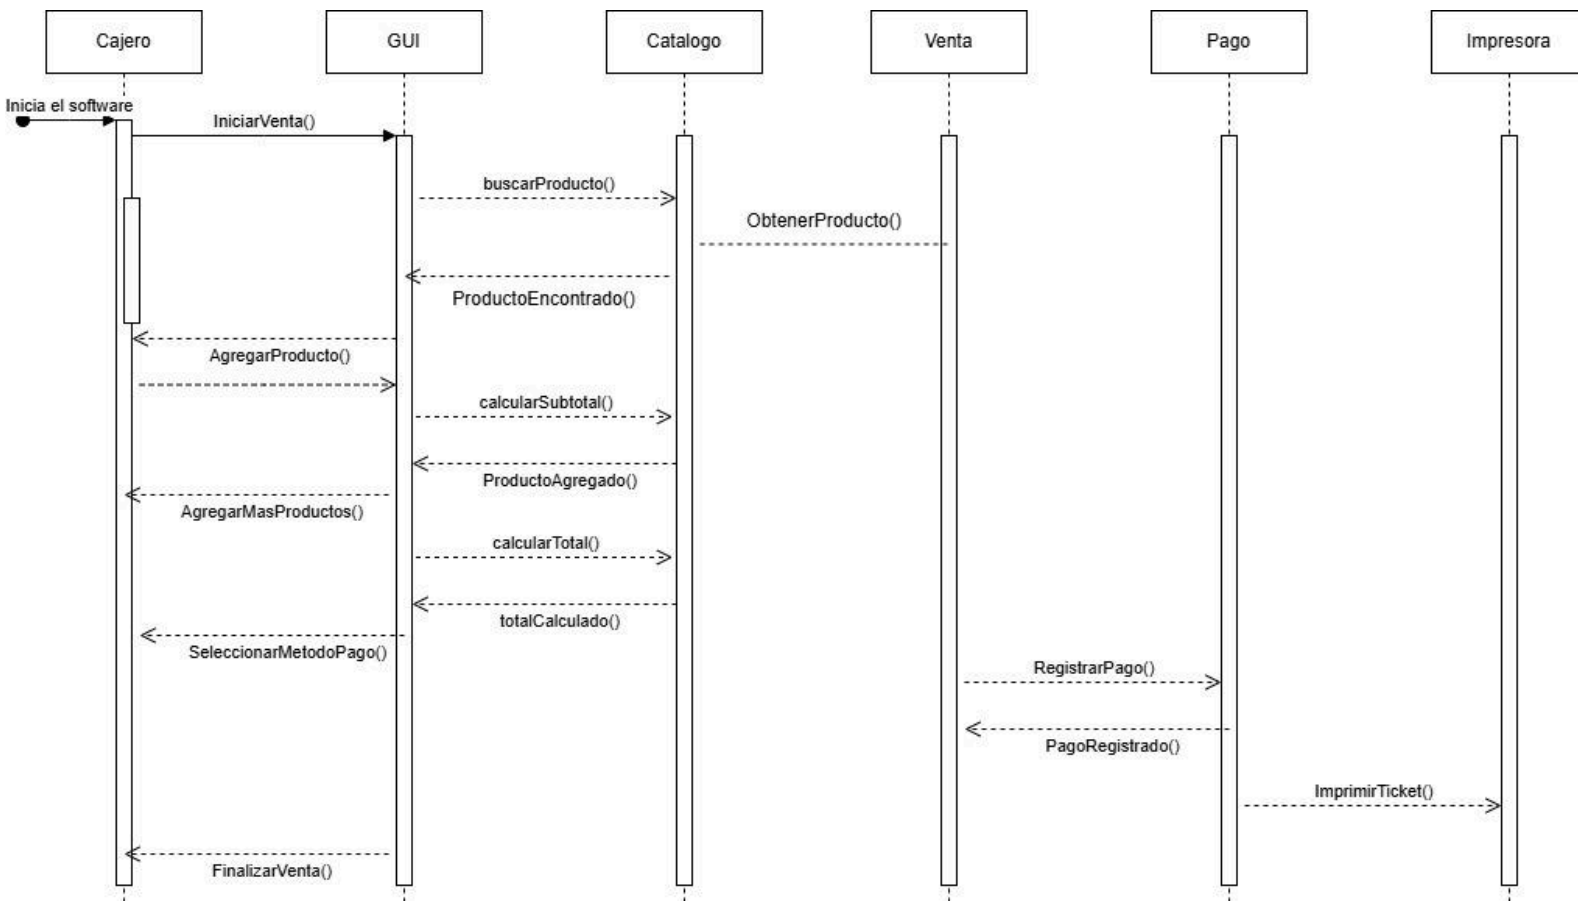 Cajero
GUI
Catalogo
Venta
Pago
Impresora
Inicia el software
IniciarVenta()
buscarProducto()
ObtenerProducto()
ProductoEncontrado()
AgregarProducto()
calcularSubtotal()
ProductoAgregado()
AgregarMasProductos()
calcularTotal()
totalCalculado()
SeleccionarMetodoPago()
RegistrarPago()
PagoRegistrado()
ImprimirTicket()
FinalizarVenta()